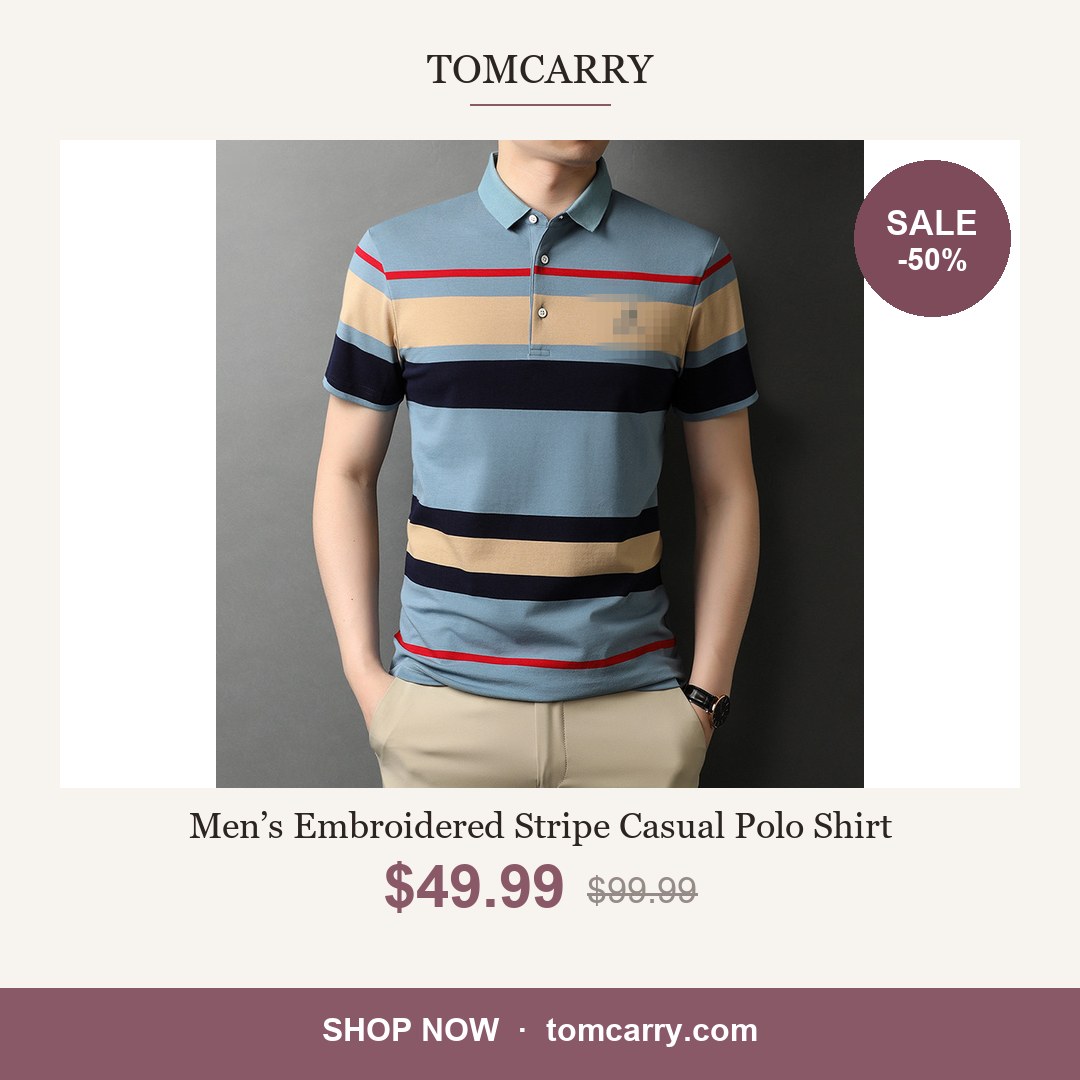 TOMCARRY
SALE
-50%
Men’s Embroidered Stripe Casual Polo Shirt
$49.99 $99.99
SHOP NOW · tomcarry.com